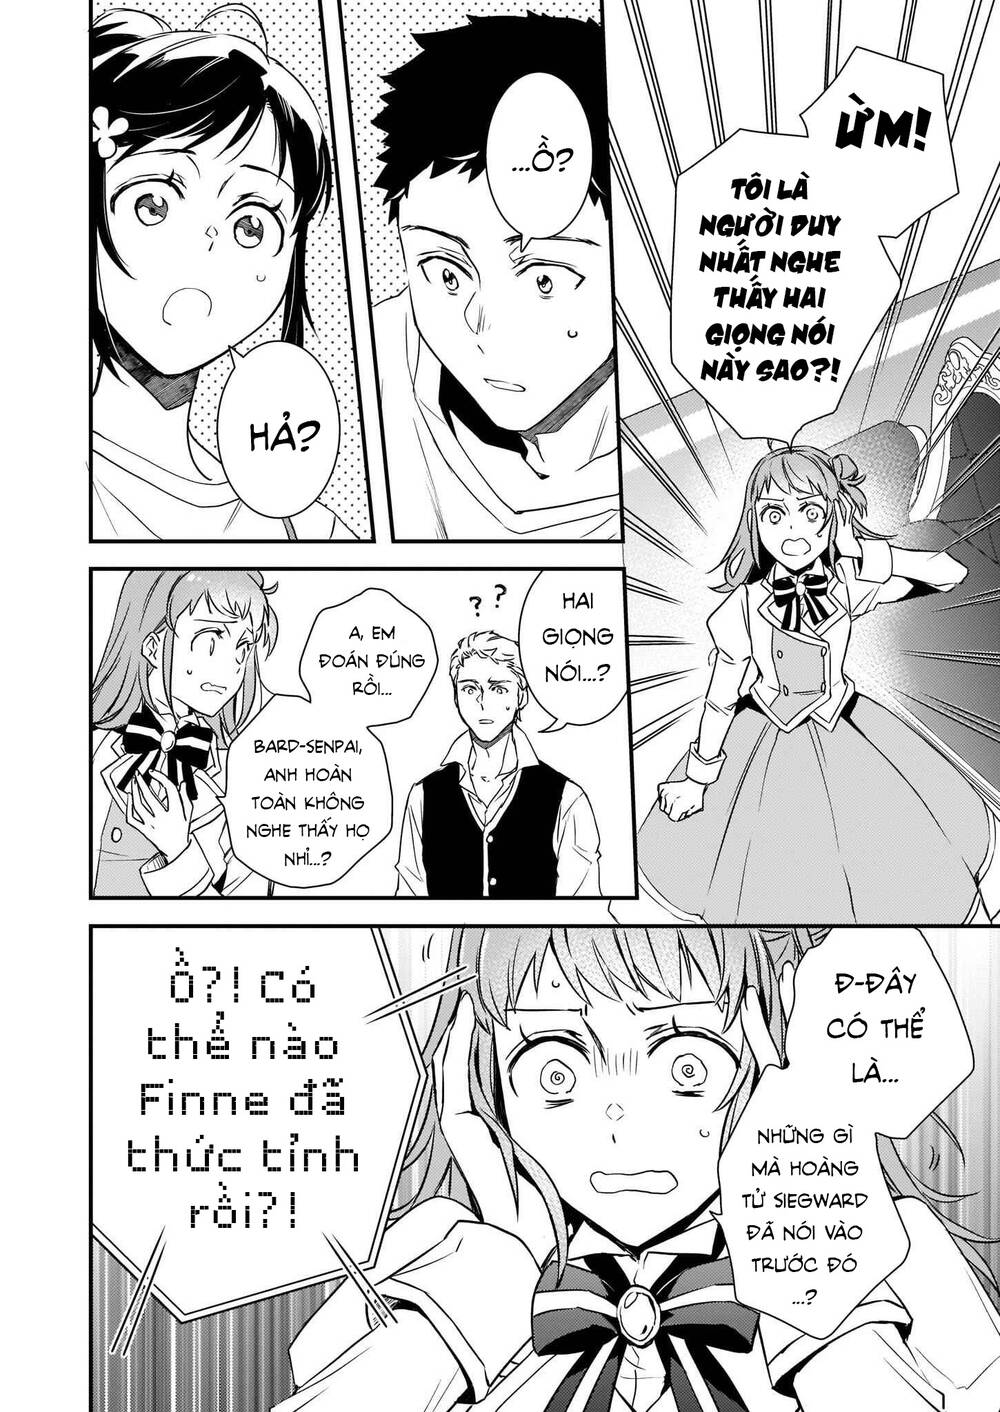 ỪM!
TÔI LÀ
NGƯỜI DUY
NHẤT NGHE
THẤY HAI
GIỌNG NÓI
NÀY SAO?!
...Ồ?
HẢ?
HAI
GIỌNG
NÓI...?
? ?
A, EM
ĐOÁN ĐÚNG
RỒI...
BARD-SENPAI,
ANH HOÀN
TOÀN KHÔNG
NGHE THẤY HỌ
NHỈ...?
Đ-ĐÂY
CÓ THỂ
LÀ...
NHỮNG GÌ
MÀ HOÀNG
TỬ SIEGWARD
ĐÃ NÓI VÀO
TRƯỚC ĐÓ
...?
Ồ?! Có
thể nào
Finne đã
thức tỉnh
rồi?!